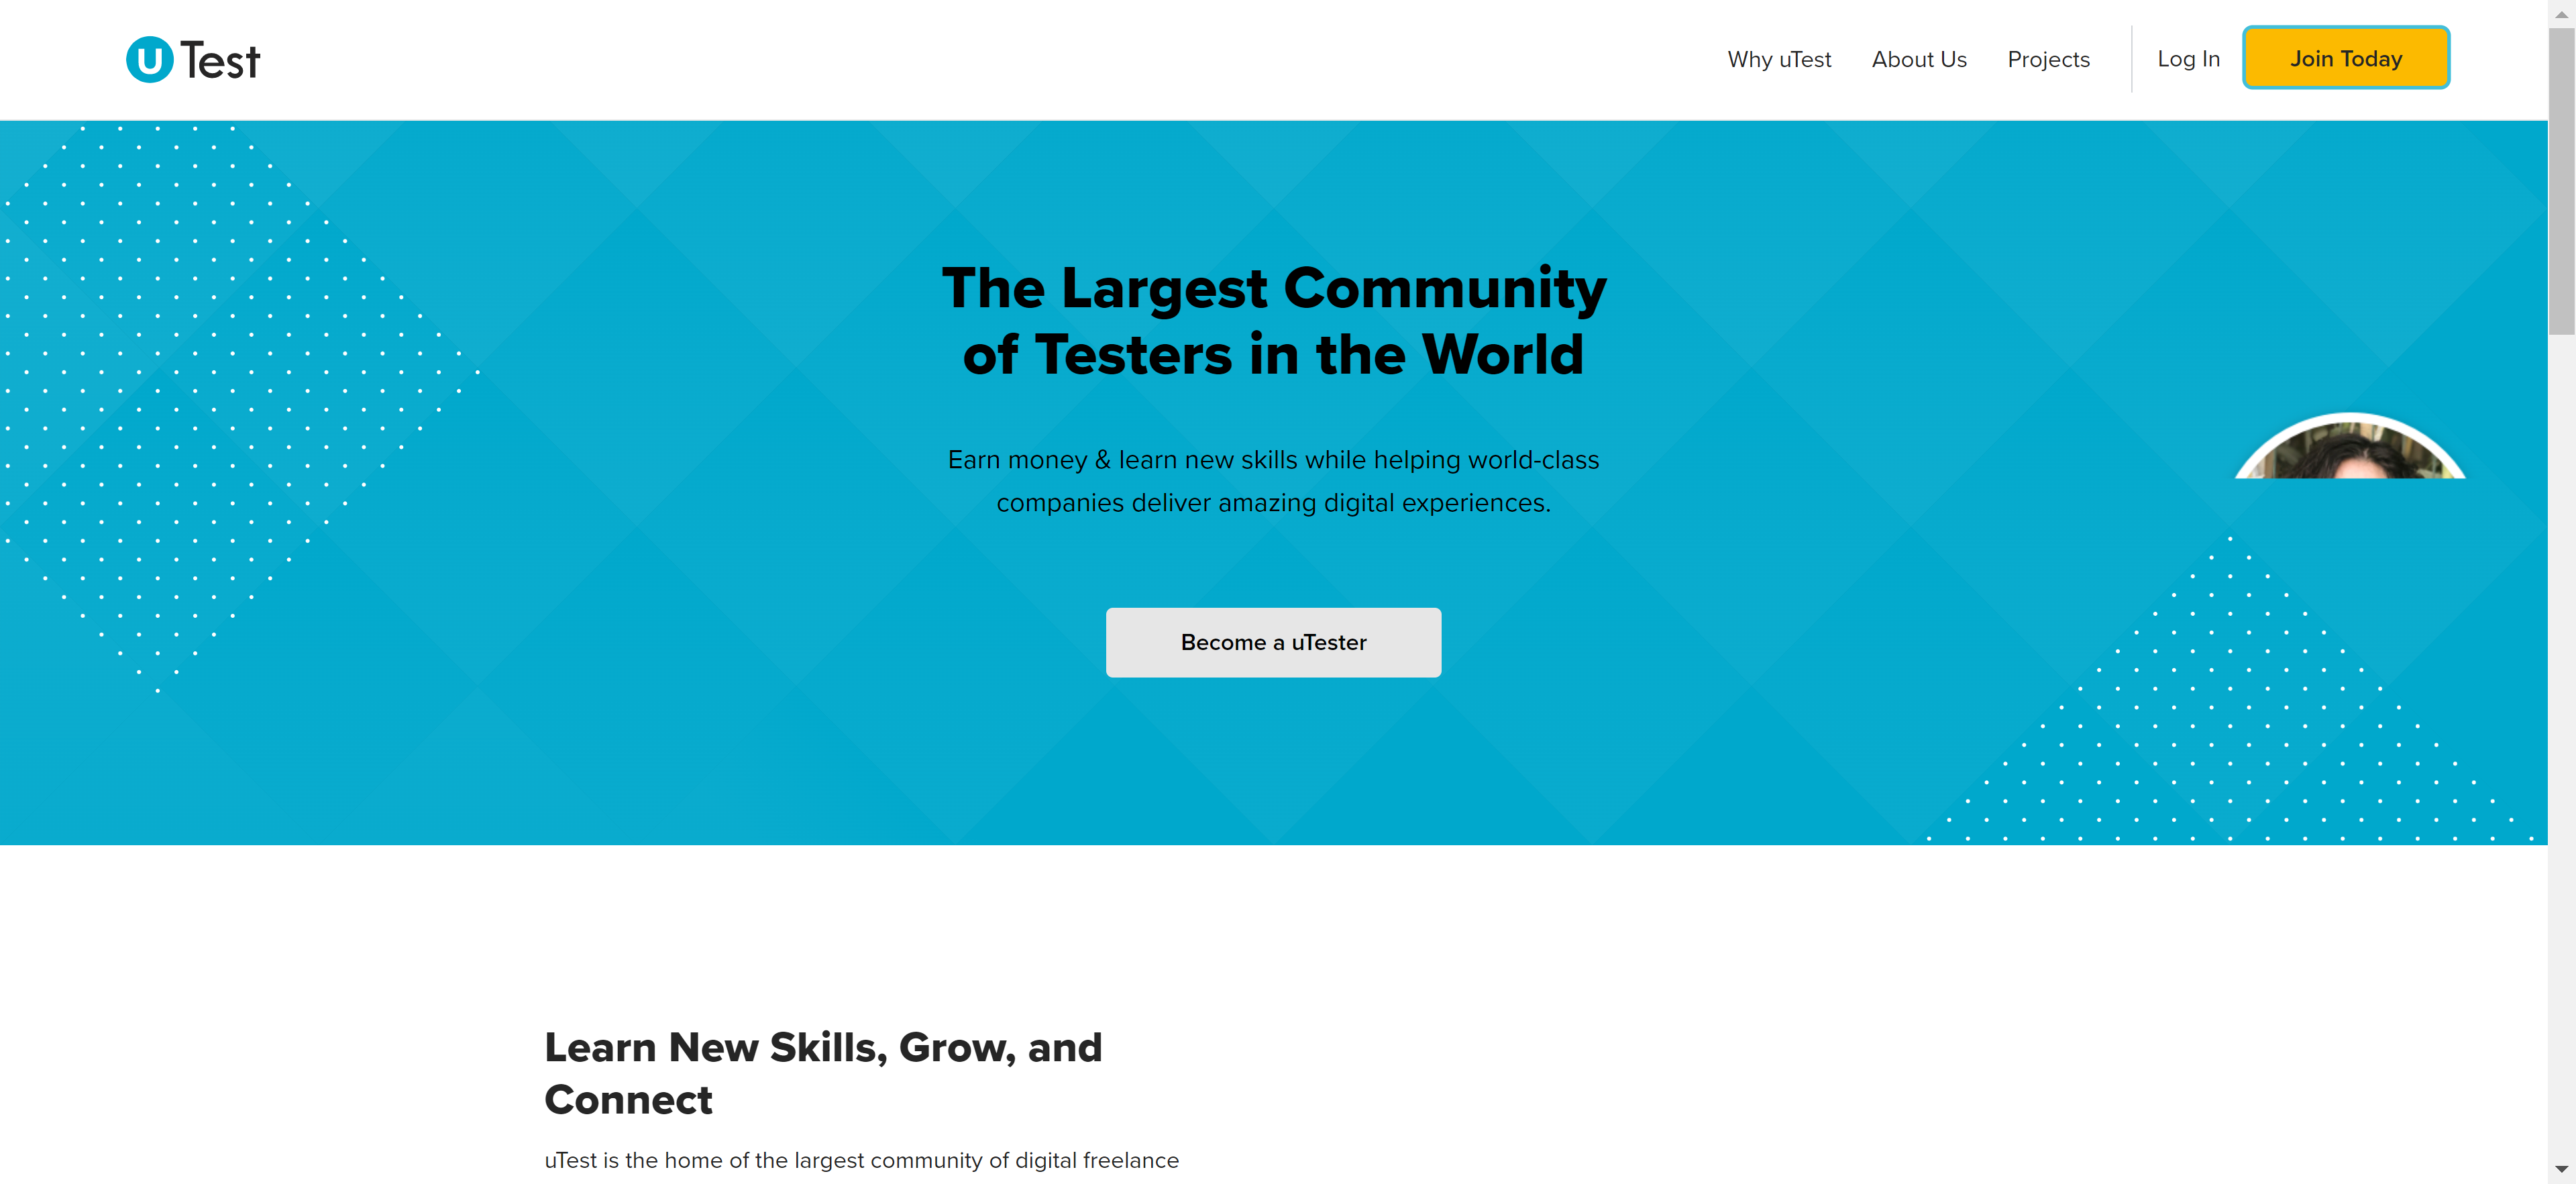 uTest
Why uTest
About Us
Projects
Log In
Join Today
The Largest Community
of Testers in the World
Earn money & learn new skills while helping world-class
companies deliver amazing digital experiences.
Become a uTester
Learn New Skills, Grow, and
Connect
uTest is the home of the largest community of digital freelance